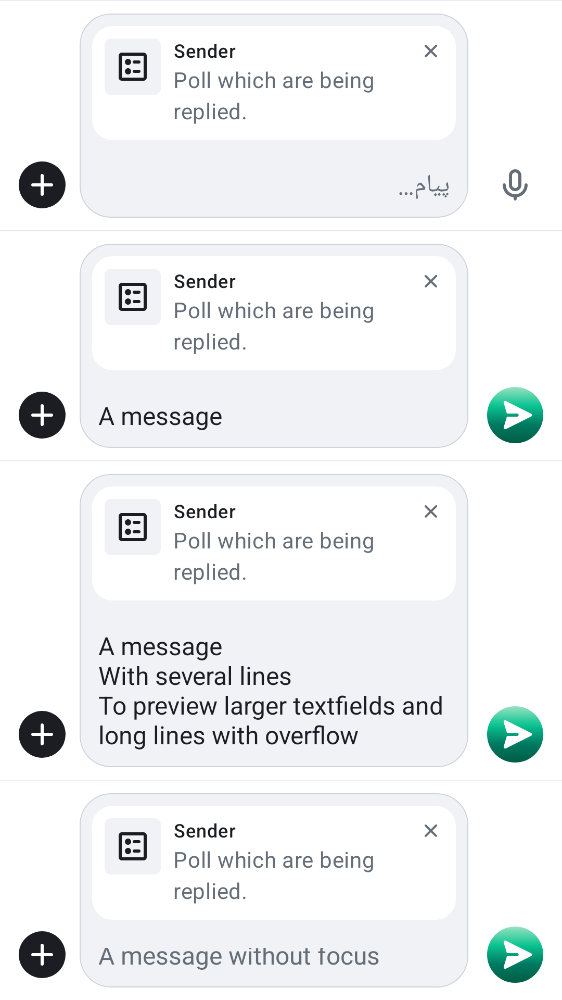 Sender
Poll which are being
replied.
پیام...
Sender
Poll which are being
replied.
A message
Sender
Poll which are being
replied.
A message
With several lines
To preview larger textfields and
long lines with overflow
Sender
Poll which are being
replied.
A message without focus